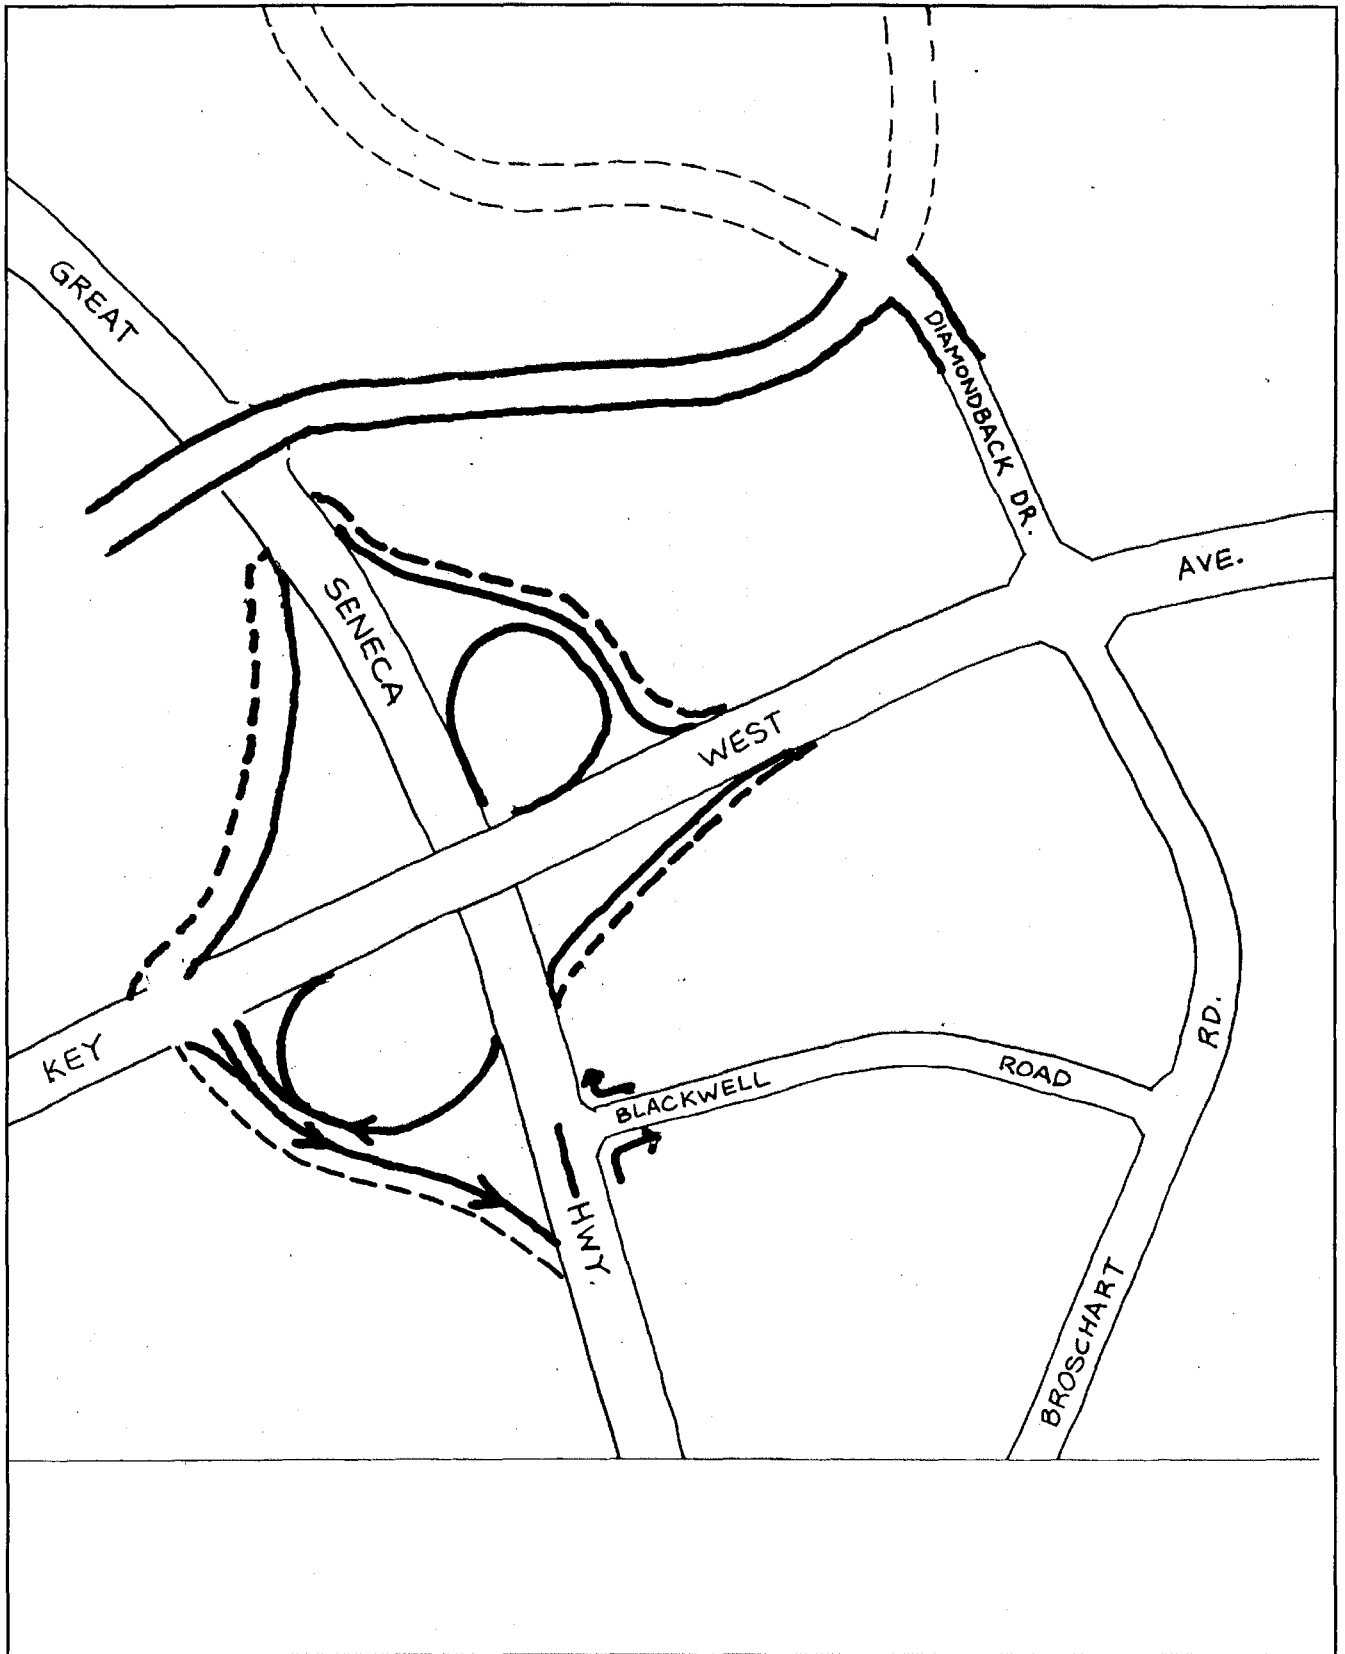 GREAT
SENECA
HWY.
DIAMONDBACK DR.
KEY
WEST
AVE.
BLACKWELL
ROAD
BROSCHART
RD.